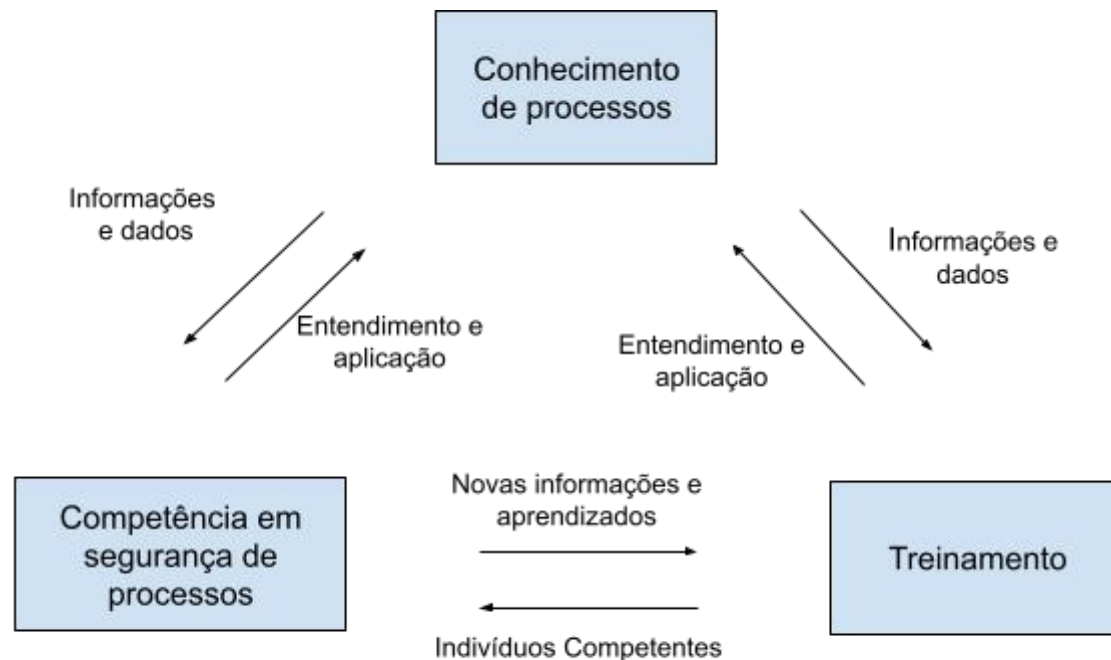 Conhecimento
de processos
Informações
e dados
Informações e
dados
Entendimento e
aplicação
Entendimento e
aplicação
Competência em
segurança de
processos
Novas informações e
aprendizados
Indivíduos Competentes
Treinamento